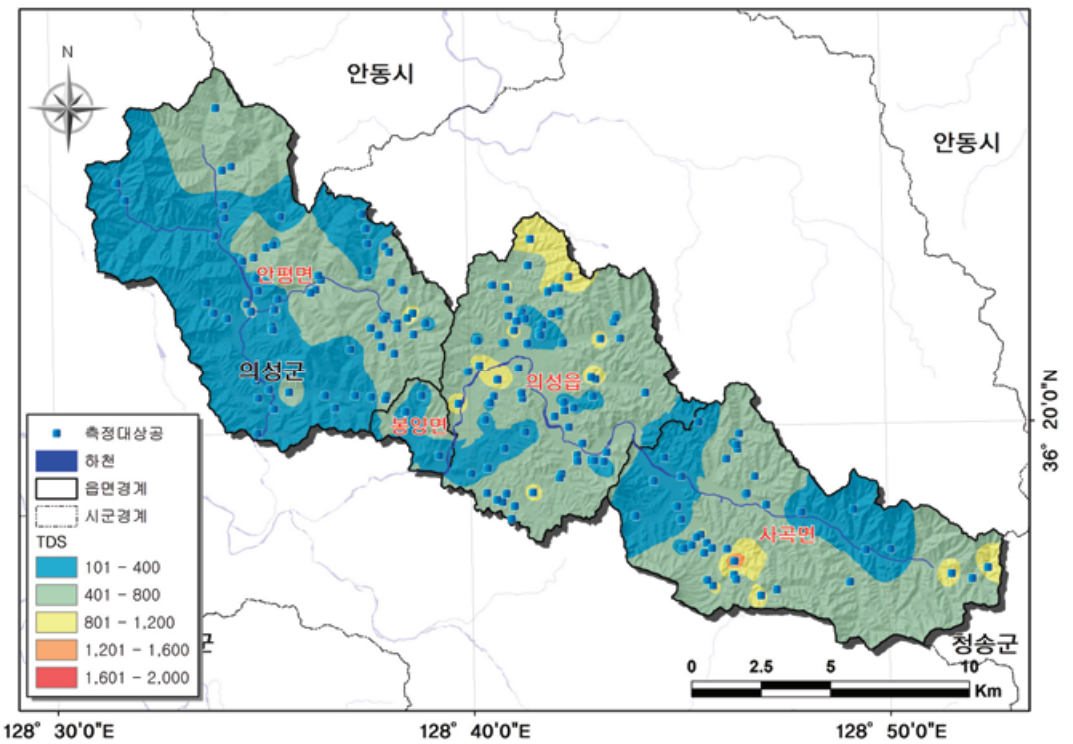 N
안동시
안동시
안평면
의성군
의성읍
봉양면
사곡면
청송군
군
측정대상공
하천
읍면경계
시군경계
TDS
101 - 400
401 - 800
801 - 1,200
1,201 - 1,600
1,601 - 2,000
0 2.5 5 10
Km
36° 20'0"N
128° 30'0"E 128° 40'0"E 128° 50'0"E